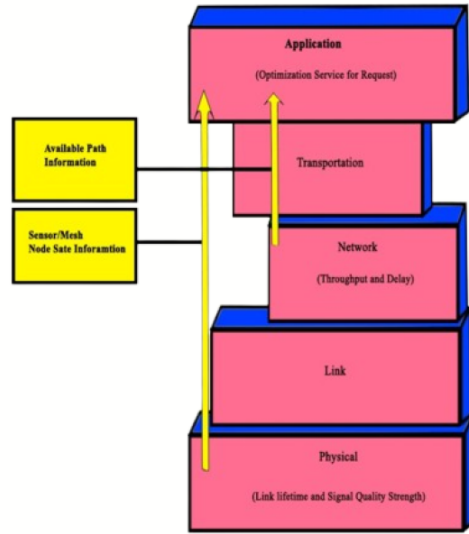 Application
(Optimization Service for Request)
Available Path
Information
Transportation
Sensor/Mesh
Node Sate Inforamtion
Network
(Throughput and Delay)
Link
Physical
(Link lifetime and Signal Quality Strength)